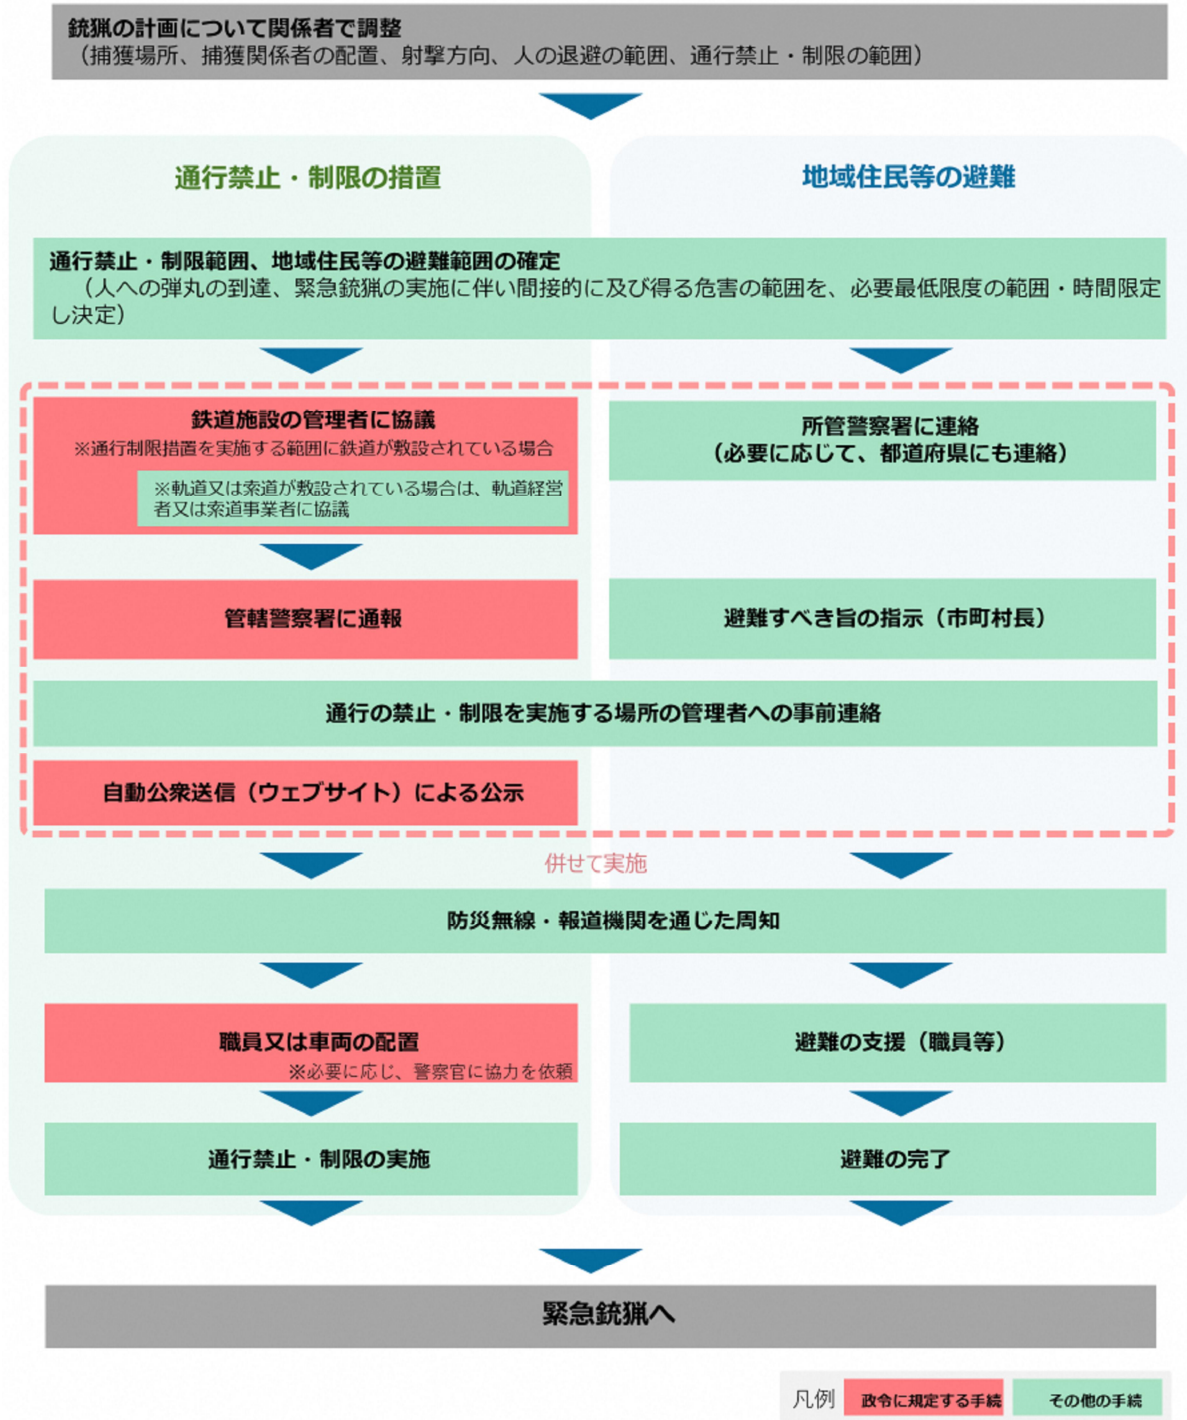 銃猟の計画について関係者で調整
（捕獲場所、捕獲関係者の配置、射撃方向、人の退避の範囲、通行禁止・制限の範囲）
通行禁止・制限の措置
地域住民等の避難
通行禁止・制限範囲、地域住民等の避難範囲の確定
（人への弾丸の到達、緊急銃猟の実施に伴い間接的に及び得る危害の範囲を、必要最低限度の範囲・時間限定
し決定）
鉄道施設の管理者に協議
※通行制限措置を実施する範囲に鉄道が敷設されている場合
※軌道又は索道が敷設されている場合は、軌道経営
者又は索道事業者に協議
所管警察署に連絡
（必要に応じて、都道府県にも連絡）
管轄警察署に通報
避難すべき旨の指示（市町村長）
通行の禁止・制限を実施する場所の管理者への事前連絡
自動公衆送信（ウェブサイト）による公示
併せて実施
防災無線・報道機関を通じた周知
職員又は車両の配置
※必要に応じ、警察官に協力を依頼
避難の支援（職員等）
通行禁止・制限の実施
避難の完了
緊急銃猟へ
凡例
政令に規定する手続
その他の手続